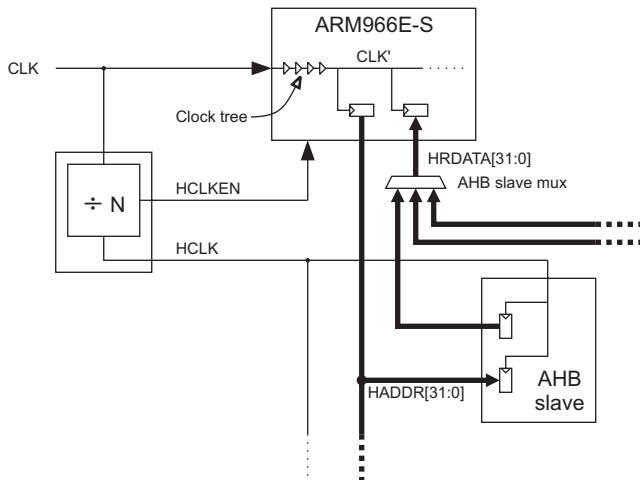 ARM966E-S
CLK
CLK'
Clock tree
HRDATA[31:0]
AHB slave mux
HCLKEN
÷ N
HCLK
HADDR[31:0]
AHB
slave